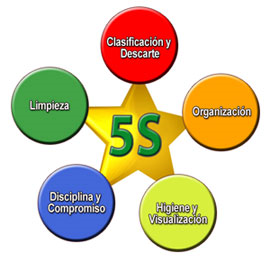 Clasificación y
Descarte
Limpieza
Organización
5S
Disciplina y
Compromiso
Higiene y
Visualización